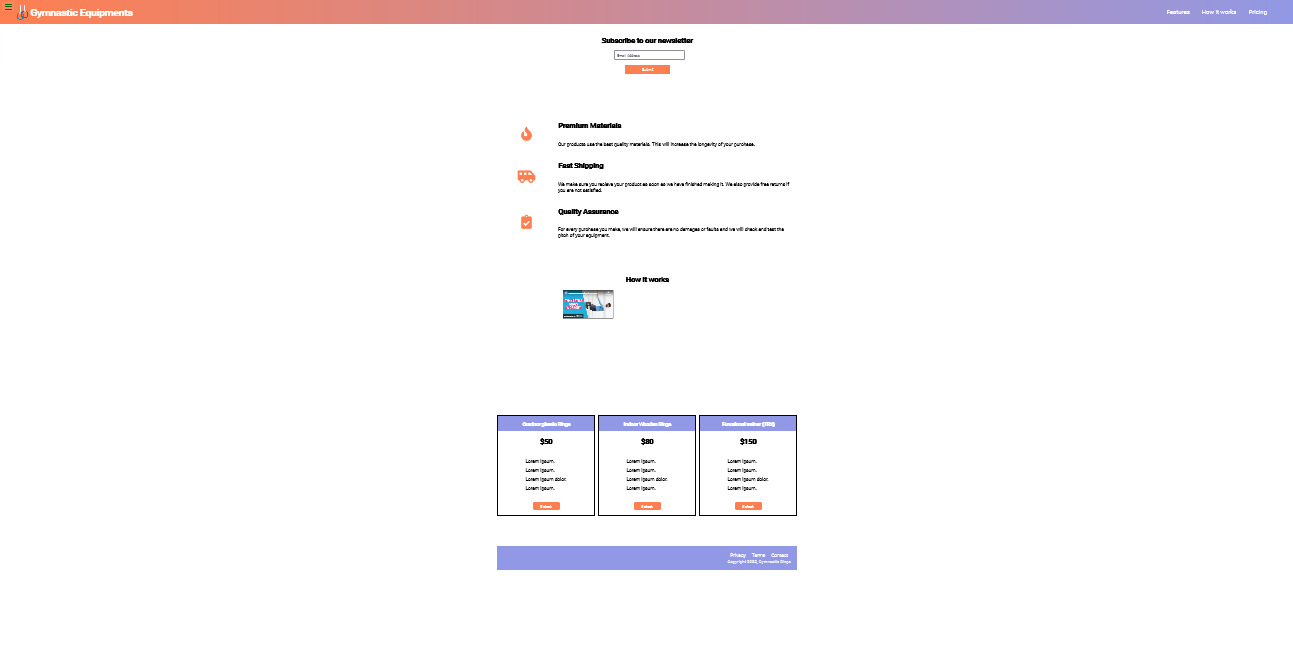 Gymnastic Equipments
Features How it works Pricing
Subscribe to our newsletter
Email Address
Submit
Premium Materials
Our products use the best quality materials. This will increase the longevity of your purchase.
Fast Shipping
We make sure you recieve your product as soon as we have finished making it. We also provide free returns if
you are not satisfied.
Quality Assurance
For every purchase you make, we will ensure there are no damages or faults and we will check and test the
pitch of your equipment.
How it works
Rings
Indoor Wooden Rings
(TRX)
$50
$80
$150
Lorem ipsum.
Lorem ipsum.
Lorem ipsum dolor.
Lorem ipsum.
Lorem ipsum.
Lorem ipsum.
Lorem ipsum dolor.
Lorem ipsum.
Lorem ipsum.
Lorem ipsum.
Lorem ipsum dolor.
Lorem ipsum.
Select
Select
Select
Privacy Terms Contact
Copyright Gymnastic Rings